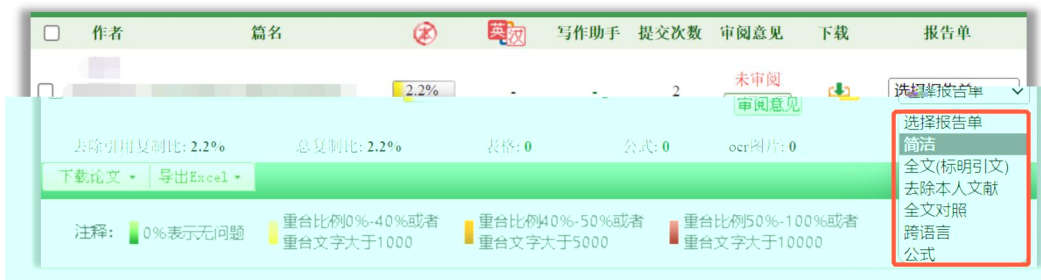 作者 篇名 本 英汉 写作助手 提交次数 审阅意见 下载 报告单
未审阅
2.2% - - 2 选择报告单
审阅意见
去除引用复制比: 2.2% 总复制比: 2.2% 表格: 0 公式: 0 ocr图片: 0
下载论文 导出Excel
注释: 0%表示无问题
重合比例0%-40%或者
重合文字大于1000
重合比例40%-50%或者
重合文字大于5000
重合比例50%-100%或者
重合文字大于10000
选择报告单
简洁
全文(标明引文)
去除本人文献
全文对照
跨语言
公式